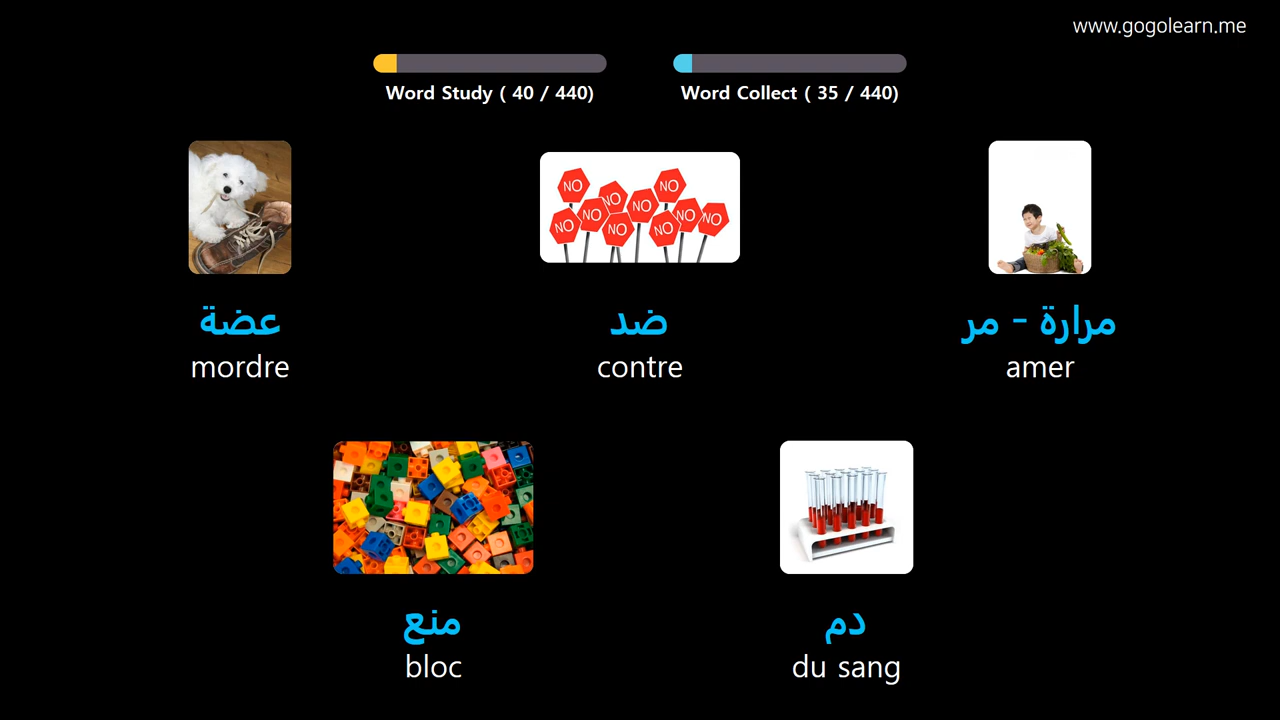 www.gogolearn.me
Word Study ( 40 / 440)
Word Collect ( 35 / 440)
NO
NO
NO
NO
NO
NO
NO
NO
NO
NO
عضة
mordre
ضد
contre
مرارة - مر
amer
منع
bloc
دم
du sang